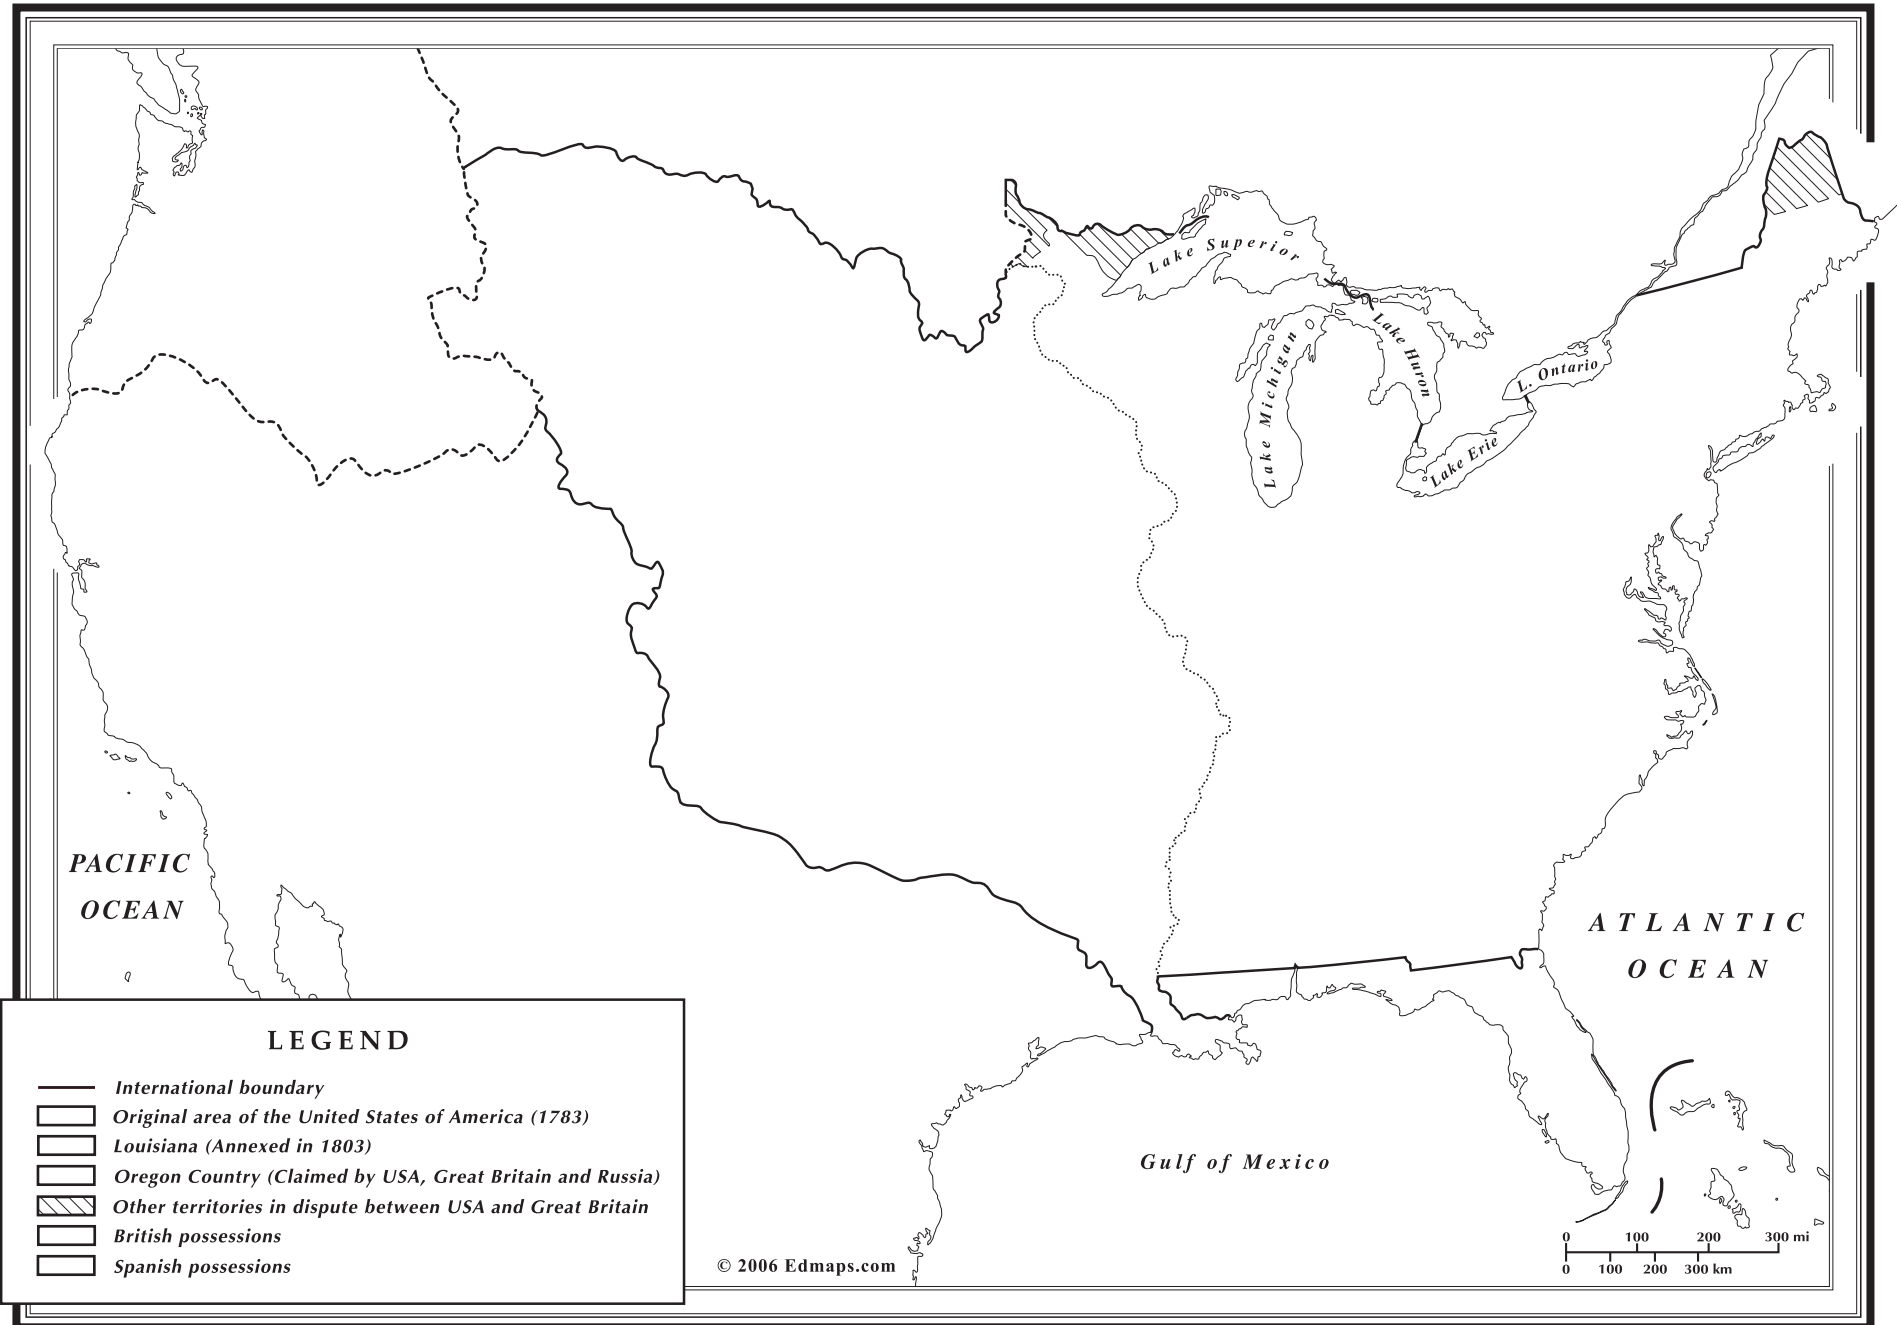 Lake Superior
Lake Michigan
Lake Huron
L. Ontario
Lake Erie
PACIFIC
OCEAN
ATLANTIC
OCEAN
Gulf of Mexico
LEGEND
International boundary
Original area of the United States of America (1783)
Louisiana (Annexed in 1803)
Oregon Country (Claimed by USA, Great Britain and Russia)
Other territories in dispute between USA and Great Britain
British possessions
Spanish possessions
© 2006 Edmaps.com
0 100 200 300 mi
0 100 200 300 km